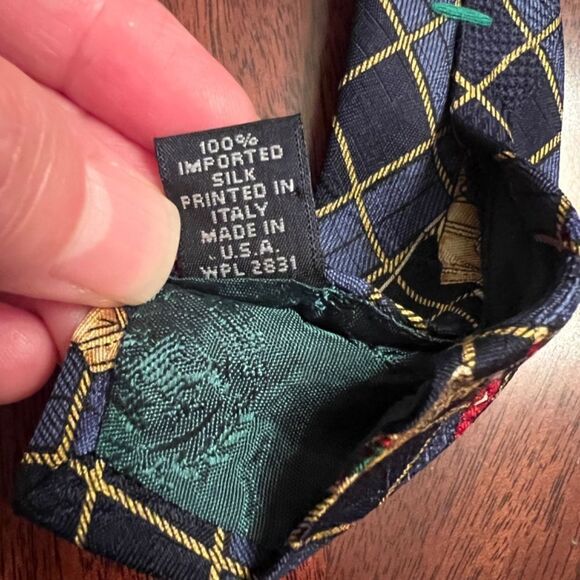 100%
IMPORTED
SILK
PRINTED IN
ITALY
MADE IN
U.S.A.
WPL 2831